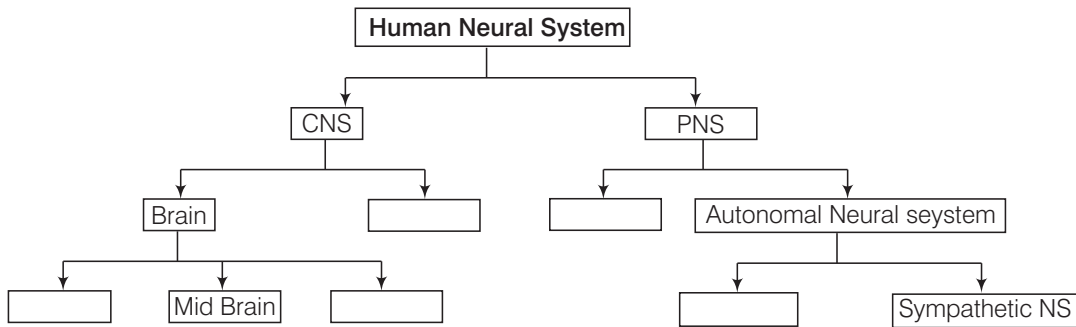 Human Neural System
CNS
PNS
Brain
Autonomal Neural seystem
Mid Brain
Sympathetic NS